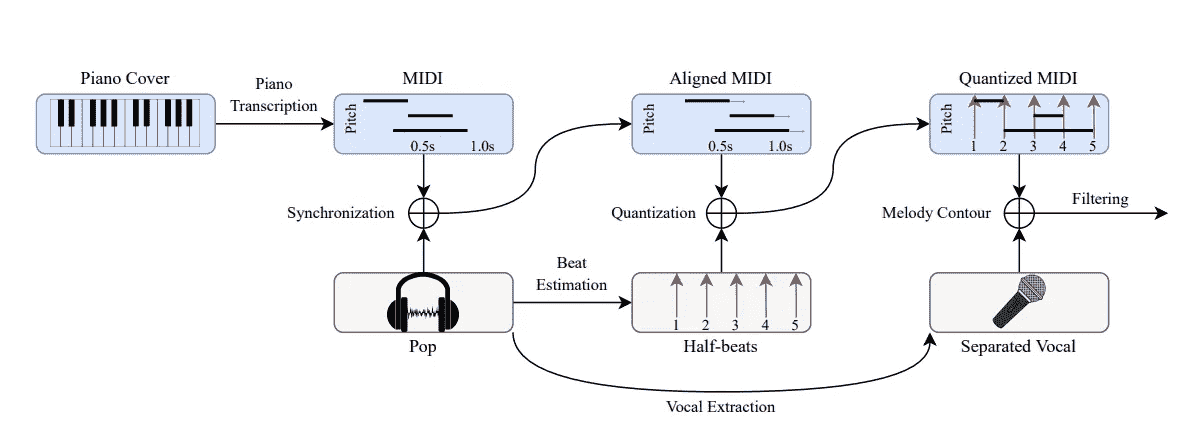 Piano Cover
Piano
Transcription
MIDI
Pitch
0.5s 1.0s
Aligned MIDI
Pitch
0.5s 1.0s
Quantized MIDI
Pitch
1 2 3 4 5
Synchronization
Quantization
Melody Contour
Filtering
Beat
Estimation
1 2 3 4 5
Pop
Half-beats
Separated Vocal
Vocal Extraction